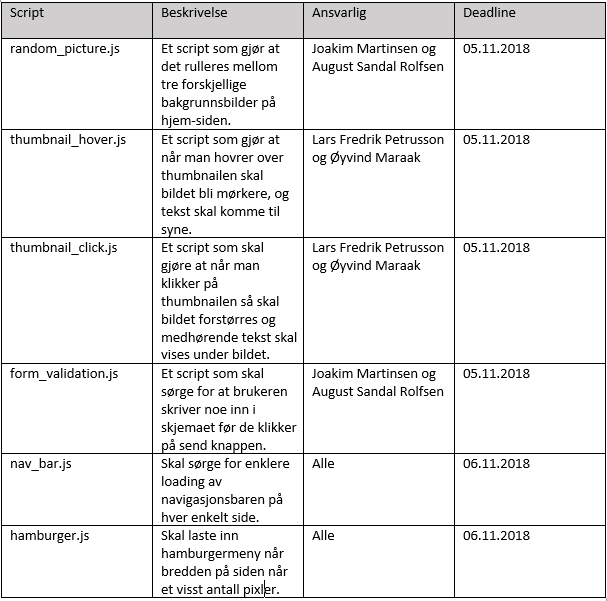 Script Beskrivelse Ansvarlig Deadline
random_picture.js Et script som gjør at Joakim Martinsen og 05.11.2018
det rulleres mellom August Sandal Rolfsen
tre forskjellige
bakgrunnsbilder på
hjem-siden.
thumbnail_hover.js Et script som gjør at Lars Fredrik Petrusson 05.11.2018
når man hovrer over og Øyvind Maraak
thumbnailen skal
bildet bli mørkere, og
tekst skal komme til
syne.
thumbnail_click.js Et script som skal Lars Fredrik Petrusson 05.11.2018
gjøre at når man og Øyvind Maraak
klikker på
thumbnailen så skal
bildet forstørres og
medhørende tekst skal
vises under bildet.
form_validation.js Et script som skal Joakim Martinsen og 05.11.2018
sørge for at brukeren August Sandal Rolfsen
skriver noe inn i
skjemaet før de klikker
på send knappen.
nav_bar.js Skal sørge for enklere Alle 06.11.2018
loading av
navigasjonsbaren på
hver enkelt side.
hamburger.js Skal laste inn Alle 06.11.2018
hamburgermeny når
bredden på siden når
et visst antall pixler.